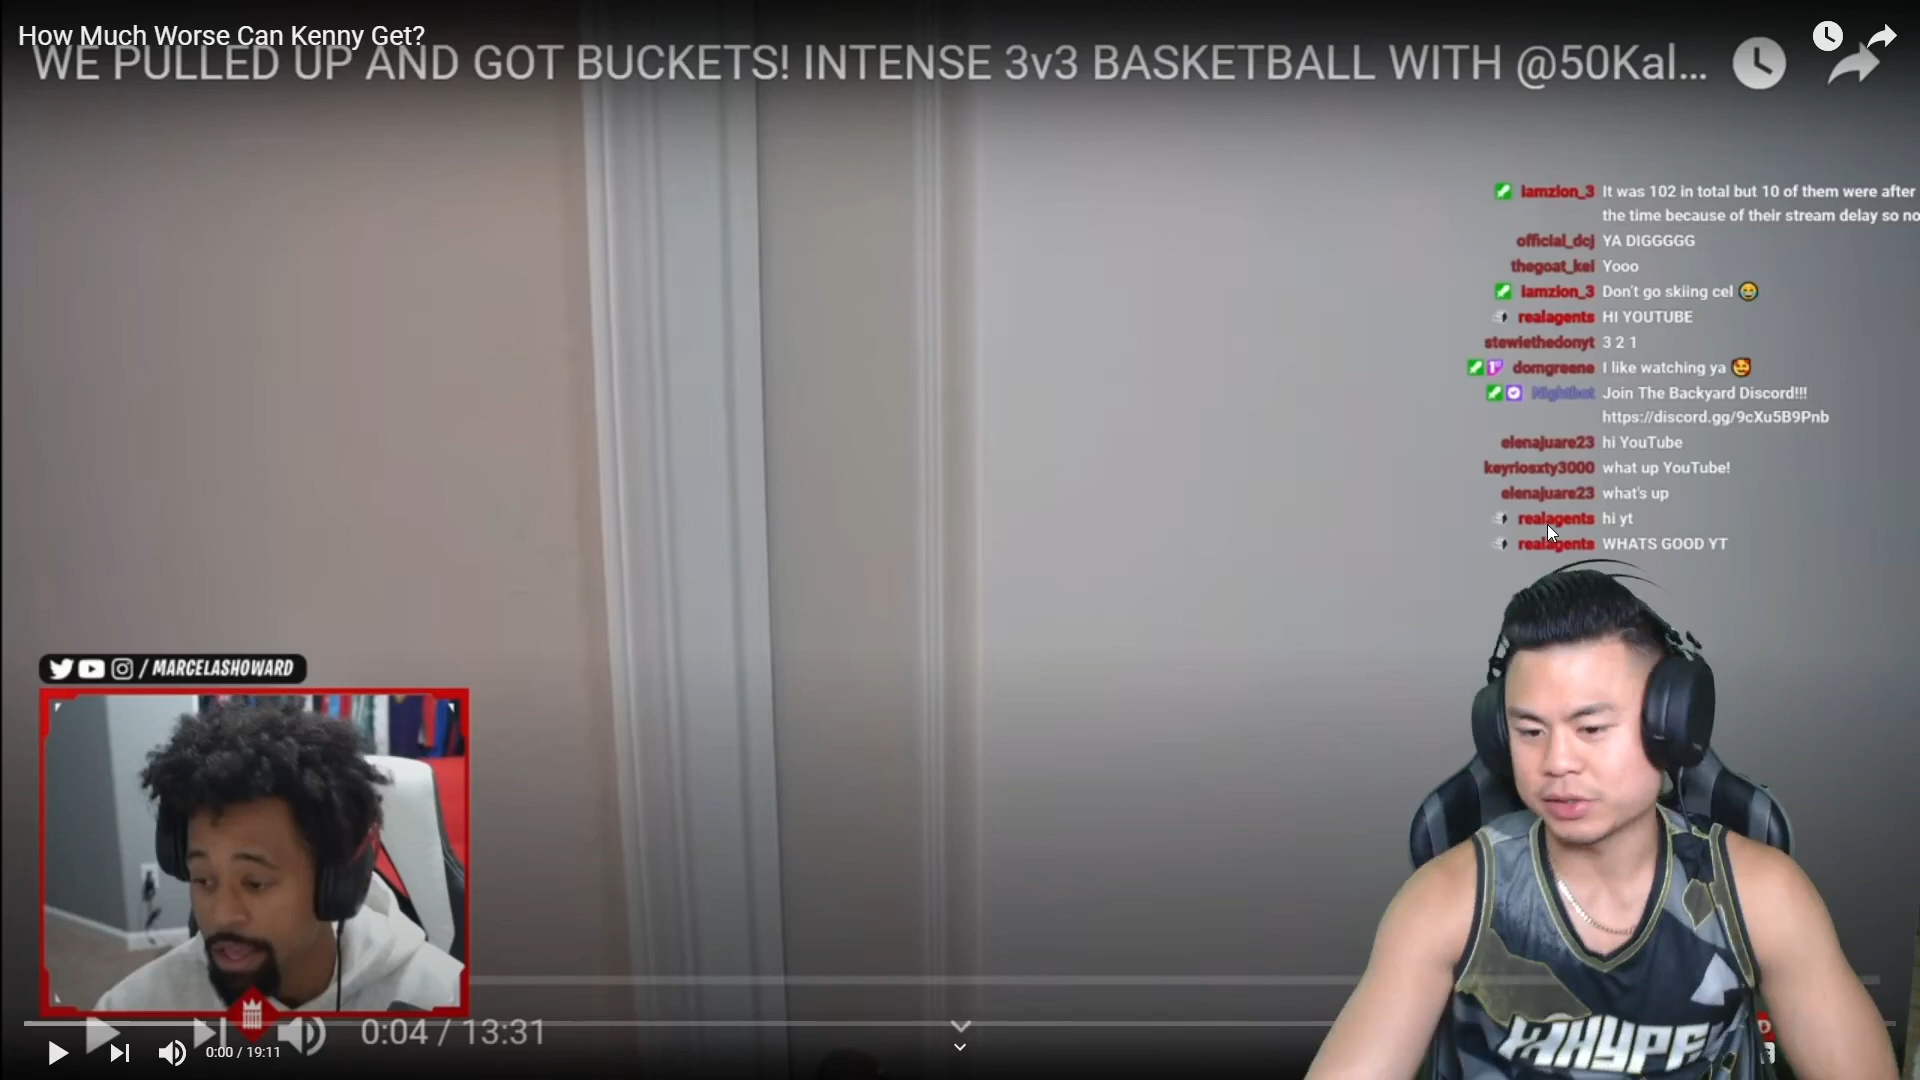 How Much Worse Can Kenny Get?
WE PULLED UP AND GOT BUCKETS! INTENSE 3v3 BASKETBALL WITH @50Kal...
iamzion_3 It was 102 in total but 10 of them were after
the time because of their stream delay so no
official_dcj YA DIGGGGG
thegoat_kel Yooo
iamzion_3 Don't go skiing cel 😂
realagents HI YOUTUBE
stewiethedonyt 3 2 1
domgreene I like watching ya 🥰
Nightbot Join The Backyard Discord!!!
https://discord.gg/9cXu5B9Pnb
elenajuare23 hi YouTube
keyriosxty3000 what up YouTube!
elenajuare23 what's up
realagents hi yt
realagents WHATS GOOD YT
/ MARCELASHOWARD
0:04 / 13:31
0:00 / 19:11